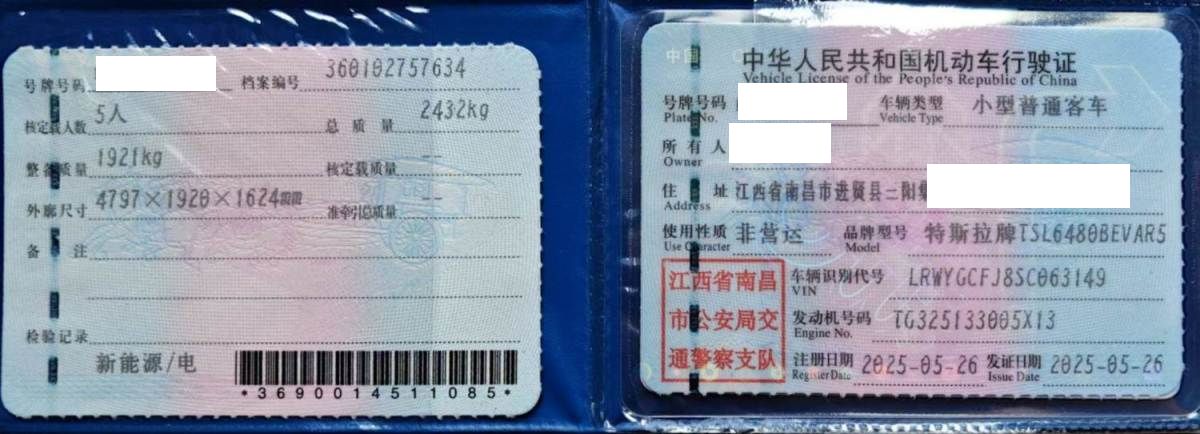 号牌号码 档案编号 360102757634
核定载人数 5人 总质量 2432kg
整备质量 1921kg 核定载质量 --
外廓尺寸 4797×1920×1624mm 准牵引总质量 --
备注
检验记录
新能源/电
*3690014511085*
中华人民共和国机动车行驶证
Vehicle License of the People's Republic of China
号牌号码 车辆类型 小型普通客车
Plate No. Vehicle Type
所有人
Owner
住址 江西省南昌市进贤县三阳集
Address
使用性质 非营运 品牌型号 特斯拉牌TSL6480BEVAR5
Use Character Model
江西省南昌
市公安局交
通警察支队
车辆识别代号 LRWYGCFJ8SC063149
VIN
发动机号码 TG325133005X13
Engine No.
注册日期 2025-05-26 发证日期 2025-05-26
Register Date Issue Date